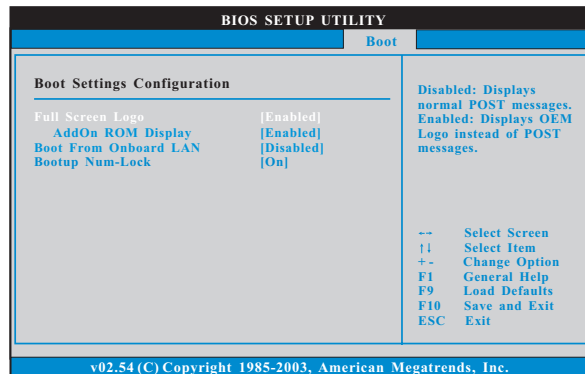 BIOS SETUP UTILITY
Boot
Boot Settings Configuration
Full Screen Logo [Enabled]
AddOn ROM Display [Enabled]
Boot From Onboard LAN [Disabled]
Bootup Num-Lock [On]
Disabled: Displays
normal POST messages.
Enabled: Displays OEM
Logo instead of POST
messages.
←→ Select Screen
↑↓ Select Item
+ - Change Option
F1 General Help
F9 Load Defaults
F10 Save and Exit
ESC Exit
v02.54 (C) Copyright 1985-2003, American Megatrends, Inc.